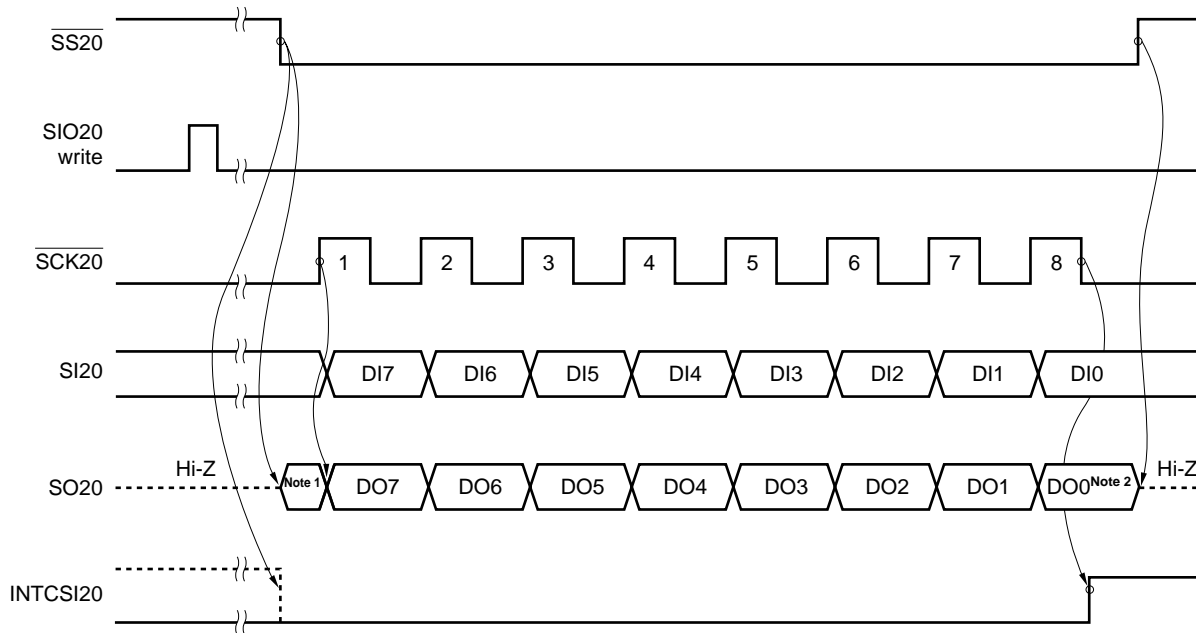 SS20
SIO20
write
SCK20
1 2 3 4 5 6 7 8
SI20
DI7 DI6 DI5 DI4 DI3 DI2 DI1 DI0
Hi-Z
SO20
Note 1 DO7 DO6 DO5 DO4 DO3 DO2 DO1 DO0 Note 2
Hi-Z
INTCSI20